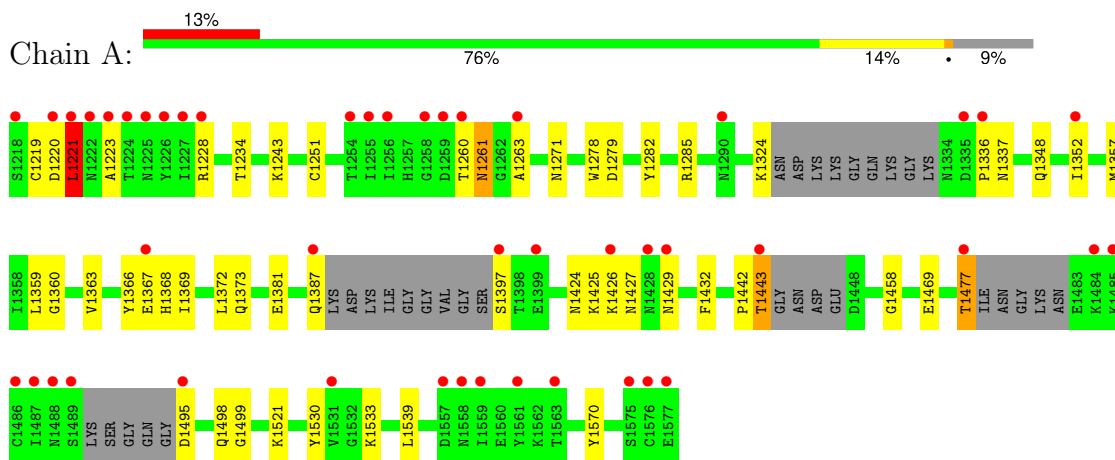 13%
Chain A:
76% 14% • 9%
S1218 C1219 D1220 L1221 N1222 A1223 T1224 N1225 Y1226 I1227 R1228 T1234 K1243 C1251 T1254 I1255 I1256 H1257 G1258 D1259 T1260 N1261 G1262 A1263 N1271 W1278 D1279 Y1282 R1285 N1290 K1324 ASN ASP LYS LYS GLY GLN LYS GLY LYS N1334 D1335 P1336 N1337 Q1348 I1352 M1357
I1358 L1359 G1360 V1363 Y1366 E1367 H1368 I1369 L1372 Q1373 E1381 Q1387 LYS ASP LYS ILE GLY GLY VAL GLY SER S1397 T1398 E1399 N1424 K1425 K1426 N1427 N1428 N1429 F1432 P1442 T1443 GLY ASN ASP GLU D1448 G1458 E1469 T1477 ILE ASN GLY LYS ASN E1483 K1484 K1485
C1486 I1487 N1488 S1489 LYS SER GLY GLN GLY D1495 Q1498 G1499 K1521 Y1530 V1531 G1532 K1533 L1539 D1557 N1558 I1559 E1560 Y1561 K1562 T1563 Y1570 S1575 C1576 E1577